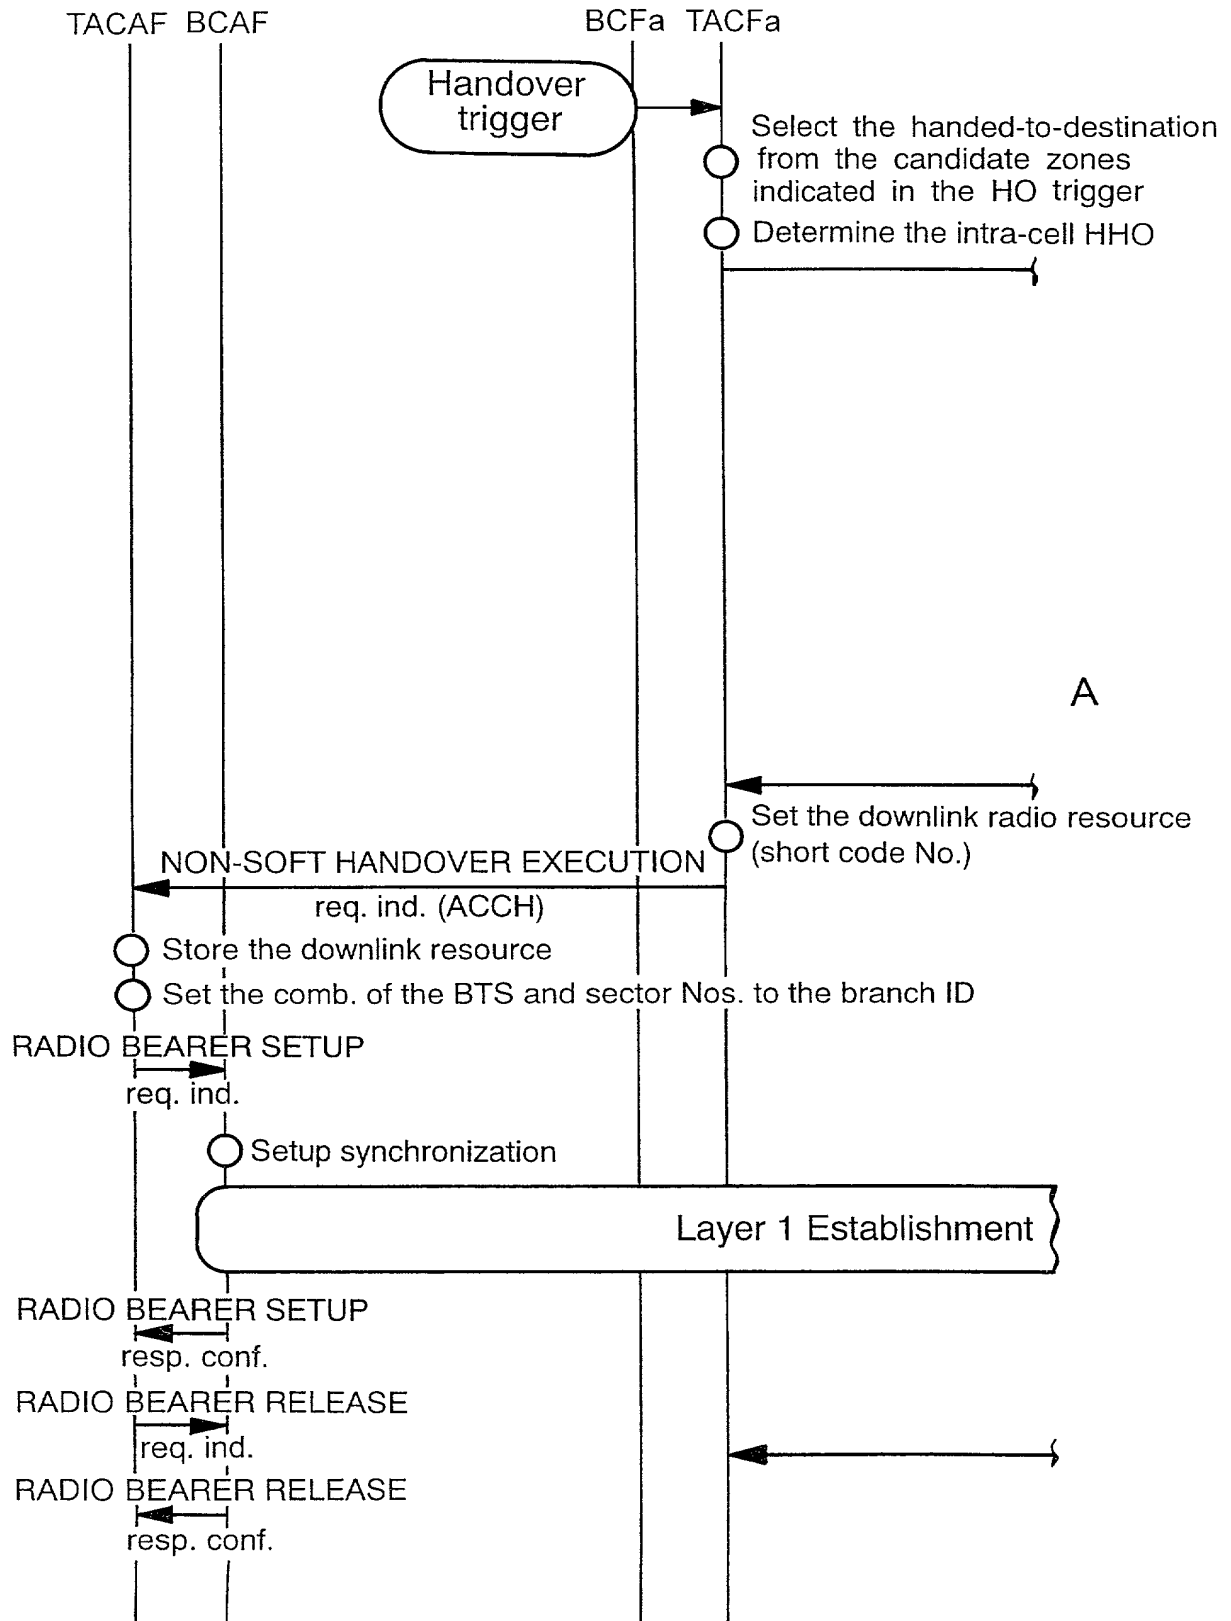 TACAF BCAF BCFa TACFa
Handover
trigger
Select the handed-to-destination
from the candidate zones
indicated in the HO trigger
Determine the intra-cell HHO
A
Set the downlink radio resource
(short code No.)
NON-SOFT HANDOVER EXECUTION
req. ind. (ACCH)
Store the downlink resource
Set the comb. of the BTS and sector Nos. to the branch ID
RADIO BEARER SETUP
req. ind.
Setup synchronization
Layer 1 Establishment
RADIO BEARER SETUP
resp. conf.
RADIO BEARER RELEASE
req. ind.
RADIO BEARER RELEASE
resp. conf.